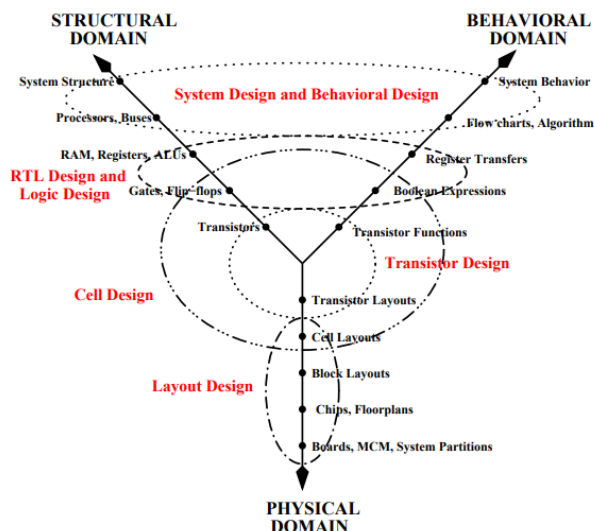 STRUCTURAL
DOMAIN
BEHAVIORAL
DOMAIN
System Structure
System Behavior
System Design and Behavioral Design
Processors, Buses
Flow charts, Algorithm
RAM, Registers, ALUs
Register Transfers
RTL Design and
Logic Design
Gates, Flip-flops
Boolean Expressions
Transistors
Transistor Functions
Transistor Design
Cell Design
Transistor Layouts
Cell Layouts
Block Layouts
Layout Design
Chips, Floorplans
Boards, MCM, System Partitions
PHYSICAL
DOMAIN